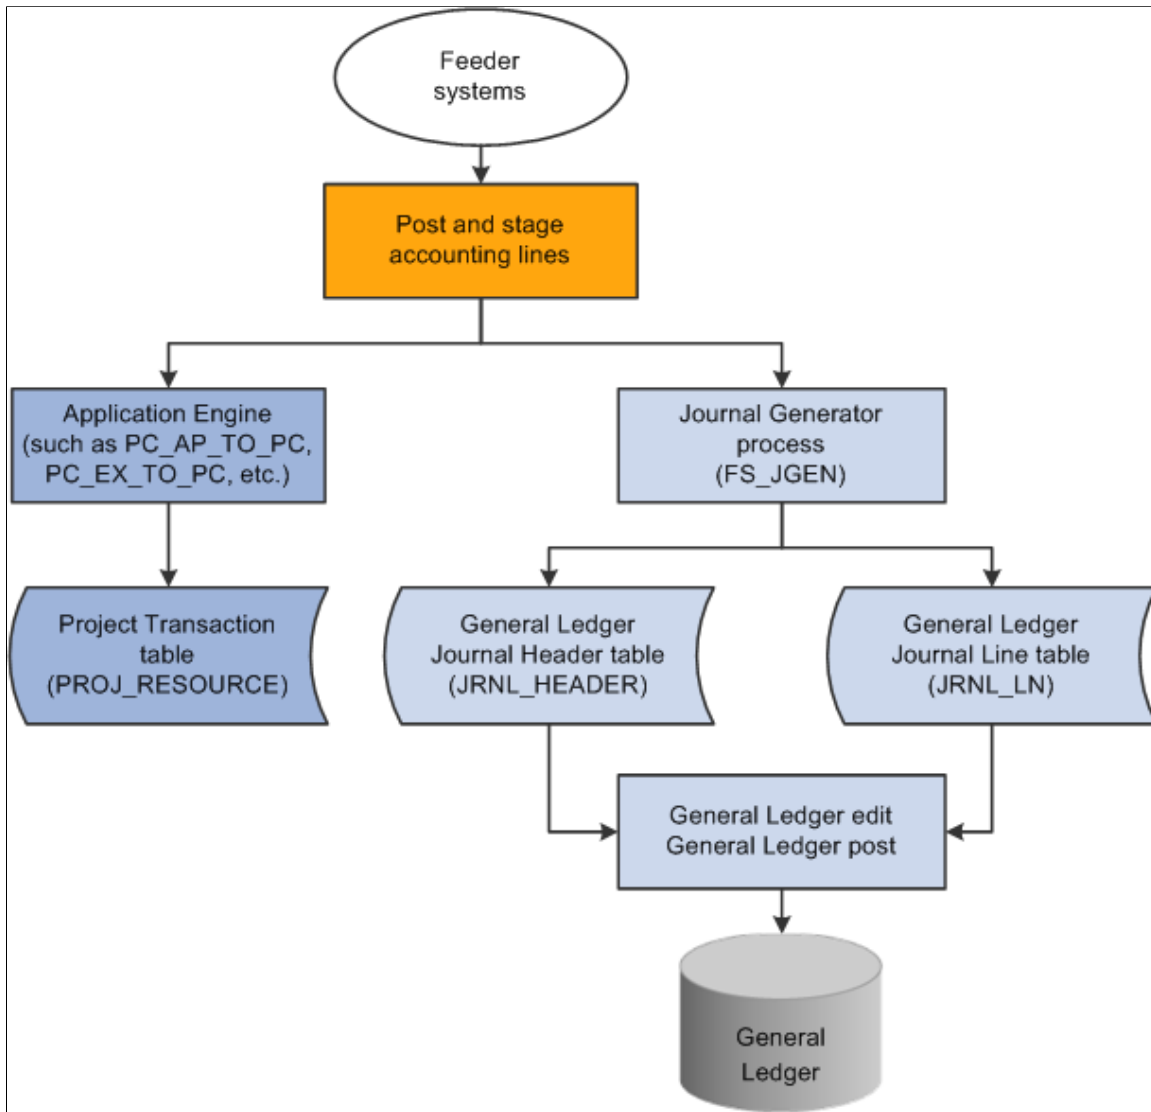 Feeder
systems
Post and stage
accounting lines
Application Engine
(such as PC_AP_TO_PC,
PC_EX_TO_PC, etc.)
Journal Generator
process
(FS_JGEN)
Project Transaction
table
(PROJ_RESOURCE)
General Ledger
Journal Header table
(JRNL_HEADER)
General Ledger
Journal Line table
(JRNL_LN)
General Ledger edit
General Ledger post
General
Ledger